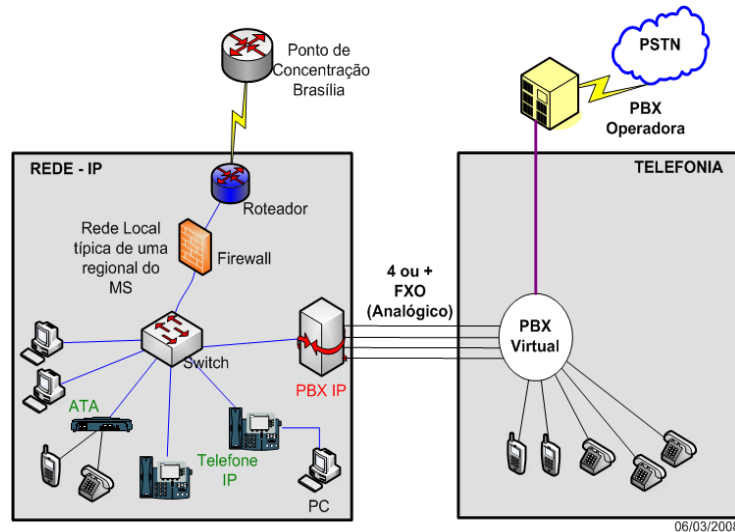 Ponto de
Concentração
Brasília
PSTN
PBX
Operadora
REDE - IP
TELEFONIA
Roteador
Rede Local
típica de uma
regional do
MS
Firewall
4 ou +
FXO
(Analógico)
PBX
Virtual
Switch
PBX IP
ATA
Telefone
IP
PC
06/03/2008